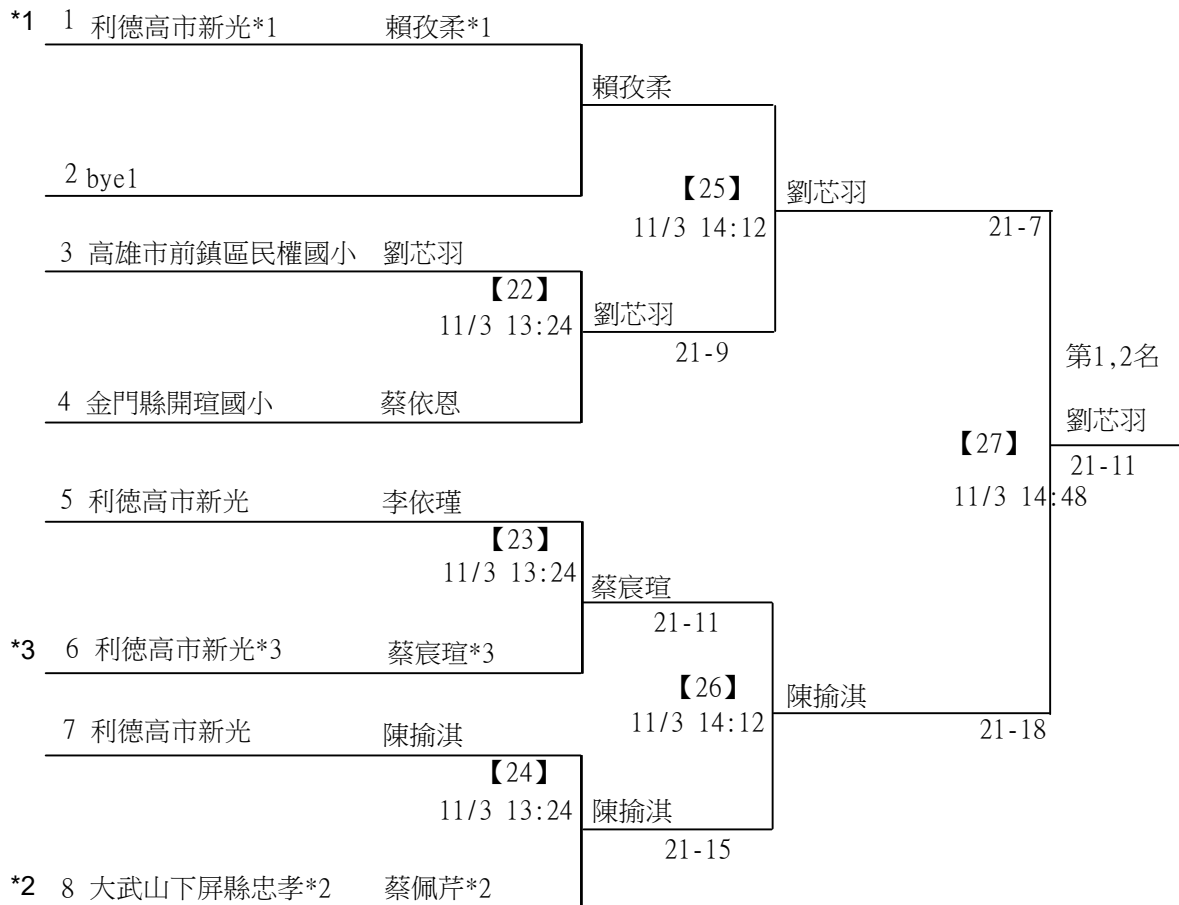 *1 1 利德高市新光*1 賴孜柔*1
賴孜柔
2 bye1
【25】 劉芯羽
11/3 14:12 21-7
3 高雄市前鎮區民權國小 劉芯羽
【22】
11/3 13:24 劉芯羽
21-9
第1,2名
4 金門縣開瑄國小 蔡依恩
劉芯羽
【27】
21-11
11/3 14:48
5 利德高市新光 李依瑾
【23】
11/3 13:24
蔡宸瑄
21-11
*3 6 利德高市新光*3 蔡宸瑄*3
【26】 陳揄淇
11/3 14:12 21-18
7 利德高市新光 陳揄淇
【24】
11/3 13:24 陳揄淇
21-15
*2 8 大武山下屏縣忠孝*2 蔡佩芹*2